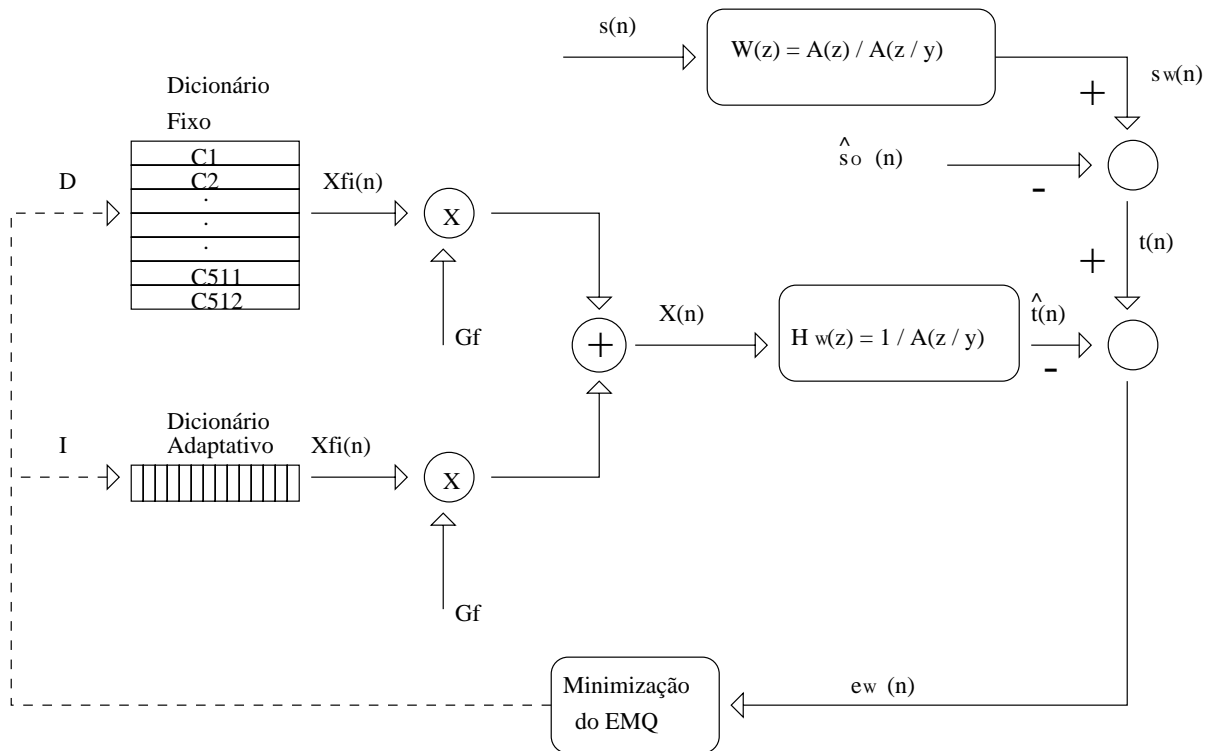 s(n)
W(z) = A(z) / A(z / y)
sw(n)
+
Dicionário
Fixo
C1
C2
.
.
.
C511
C512
D
Xfi(n)
X
Gf
^
so (n)
-
t(n)
+
X(n)
+
H w(z) = 1 / A(z / y)
^
t(n)
-
Dicionário
Adaptativo
I
Xfi(n)
X
Gf
Minimização
do EMQ
ew (n)